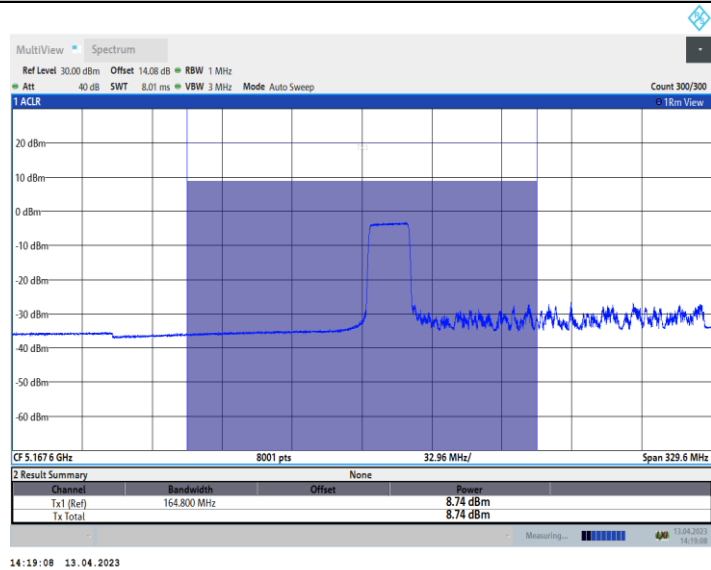 MultiView Spectrum
Ref Level 30.00 dBm Offset 14.08 dB RBW 1 MHz
Att 40 dB SWT 8.01 ms VBW 3 MHz Mode Auto Sweep Count 300/300
1 ACLR 1Rm View
20 dBm
10 dBm
0 dBm
-10 dBm
-20 dBm
-30 dBm
-40 dBm
-50 dBm
-60 dBm
CF 5.167 6 GHz 8001 pts 32.96 MHz/ Span 329.6 MHz
2 Result Summary None
Channel Bandwidth Offset Power
Tx1 (Ref) 164.800 MHz 8.74 dBm
Tx Total 8.74 dBm
Measuring... 13.04.2023
14:19:08
14:19:08 13.04.2023